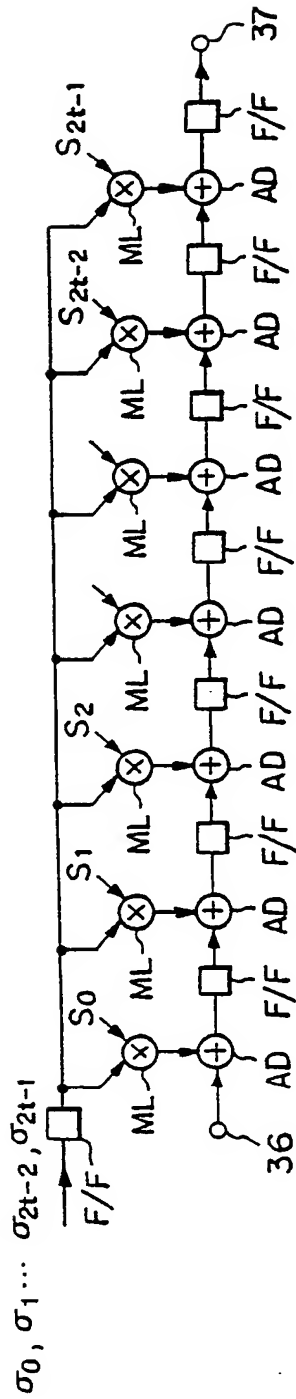 σ₀, σ₁ ⋯ σ₂ₜ₋₂, σ₂ₜ₋₁
F/F
S₀ S₁ S₂ S₂ₜ₋₂ S₂ₜ₋₁
× × × × × × ×
ML ML ML ML ML ML ML
+ + + + + + +
36 AD F/F AD F/F AD F/F AD F/F AD F/F AD F/F AD F/F 37